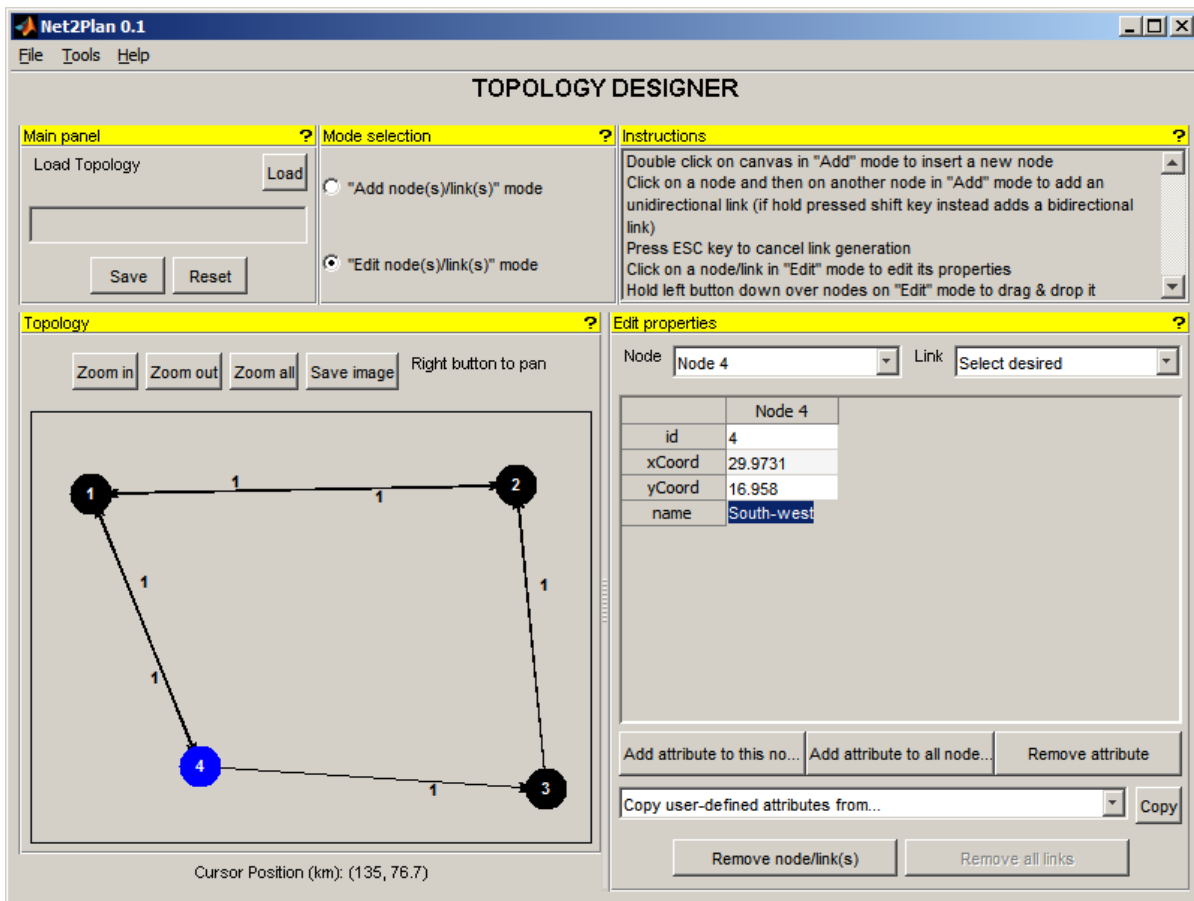 Net2Plan 0.1
File Tools Help
TOPOLOGY DESIGNER
Main panel ?
Load Topology
Load
Save Reset
Mode selection ?
"Add node(s)/link(s)" mode
"Edit node(s)/link(s)" mode
Instructions ?
Double click on canvas in "Add" mode to insert a new node
Click on a node and then on another node in "Add" mode to add an
unidirectional link (if hold pressed shift key instead adds a bidirectional
link)
Press ESC key to cancel link generation
Click on a node/link in "Edit" mode to edit its properties
Hold left button down over nodes on "Edit" mode to drag & drop it
Topology ?
Zoom in Zoom out Zoom all Save image Right button to pan
1 1 1 2
1 1
1
4 1 3
Cursor Position (km): (135, 76.7)
Edit properties ?
Node Node 4 Link Select desired
Node 4
id 4
xCoord 29.9731
yCoord 16.958
name South-west
Add attribute to this no... Add attribute to all node... Remove attribute
Copy user-defined attributes from... Copy
Remove node/link(s) Remove all links